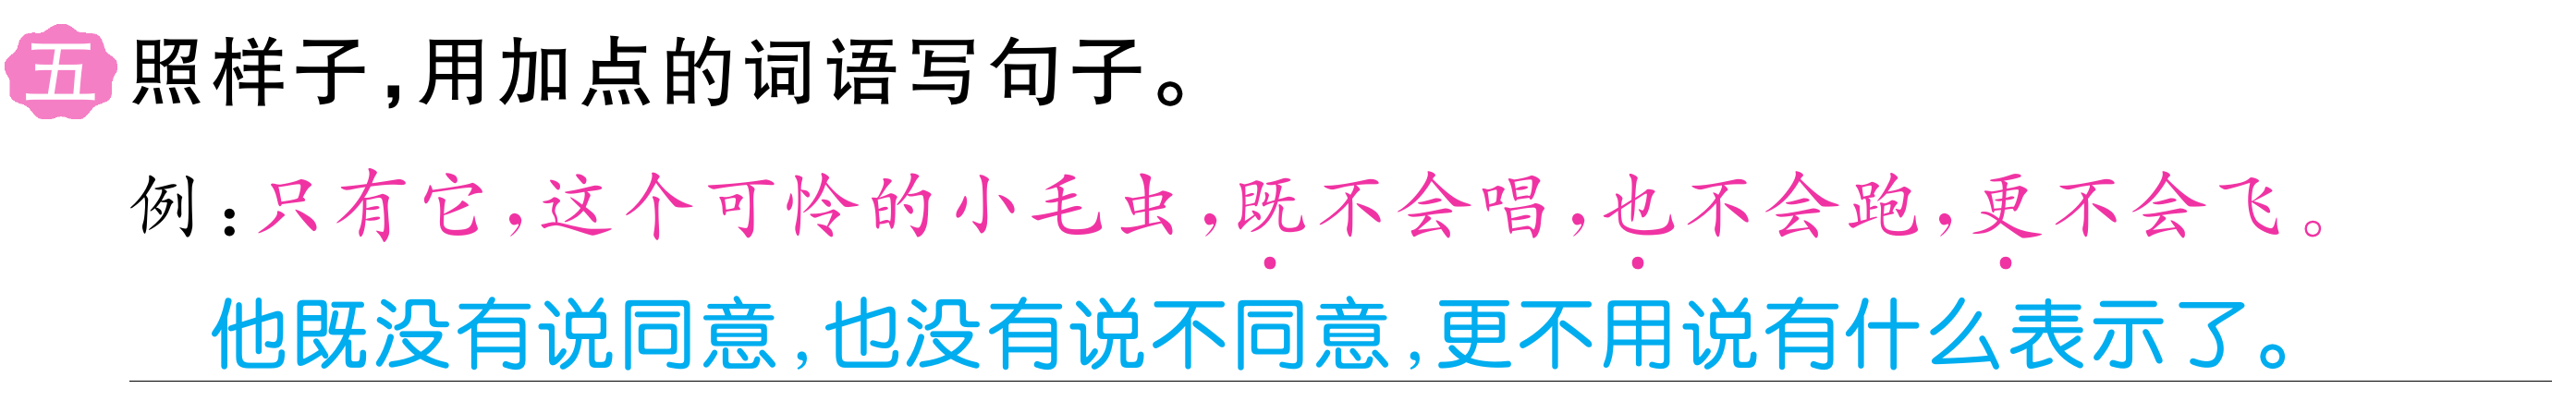 五 照样子,用加点的词语写句子。
例:只有它,这个可怜的小毛虫,既不会唱,也不会跑,更不会飞。
他既没有说同意,也没有说不同意,更不用说有什么表示了。